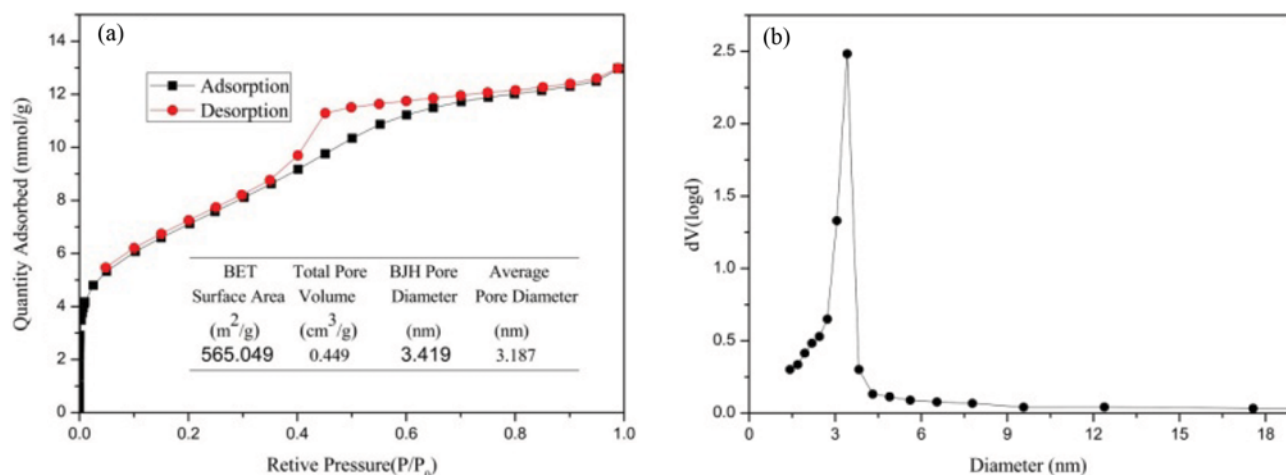 (a)
Adsorption
Desorption
Quantity Adsorbed (mmol/g)
14
12
10
8
6
4
2
0
BET Total Pore BJH Pore Average
Surface Area Volume Diameter Pore Diameter
(m²/g) (cm³/g) (nm) (nm)
565.049 0.449 3.419 3.187
0.0 0.2 0.4 0.6 0.8 1.0
Retive Pressure(P/P₀)
(b)
dV(logd)
2.5
2.0
1.5
1.0
0.5
0.0
0 3 6 9 12 15 18
Diameter (nm)